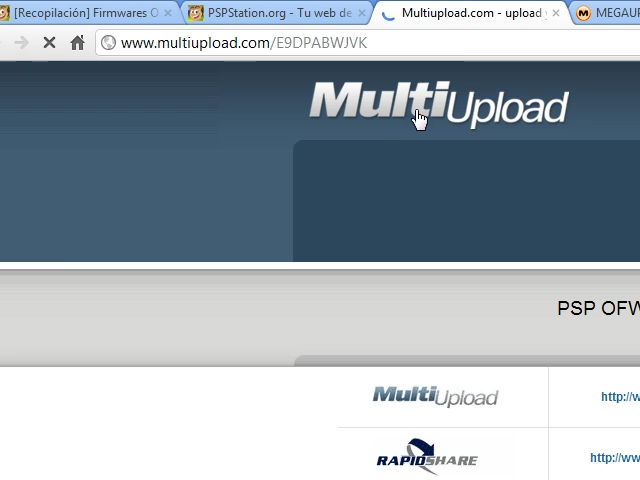 [Recopilación] Firmwares O
PSPStation.org - Tu web de
Multiupload.com - upload y
MEGAUP
www.multiupload.com/E9DPABWJVK
MultiUpload
PSP OFW
MultiUpload
http://w
RAPIDSHARE
http://ww